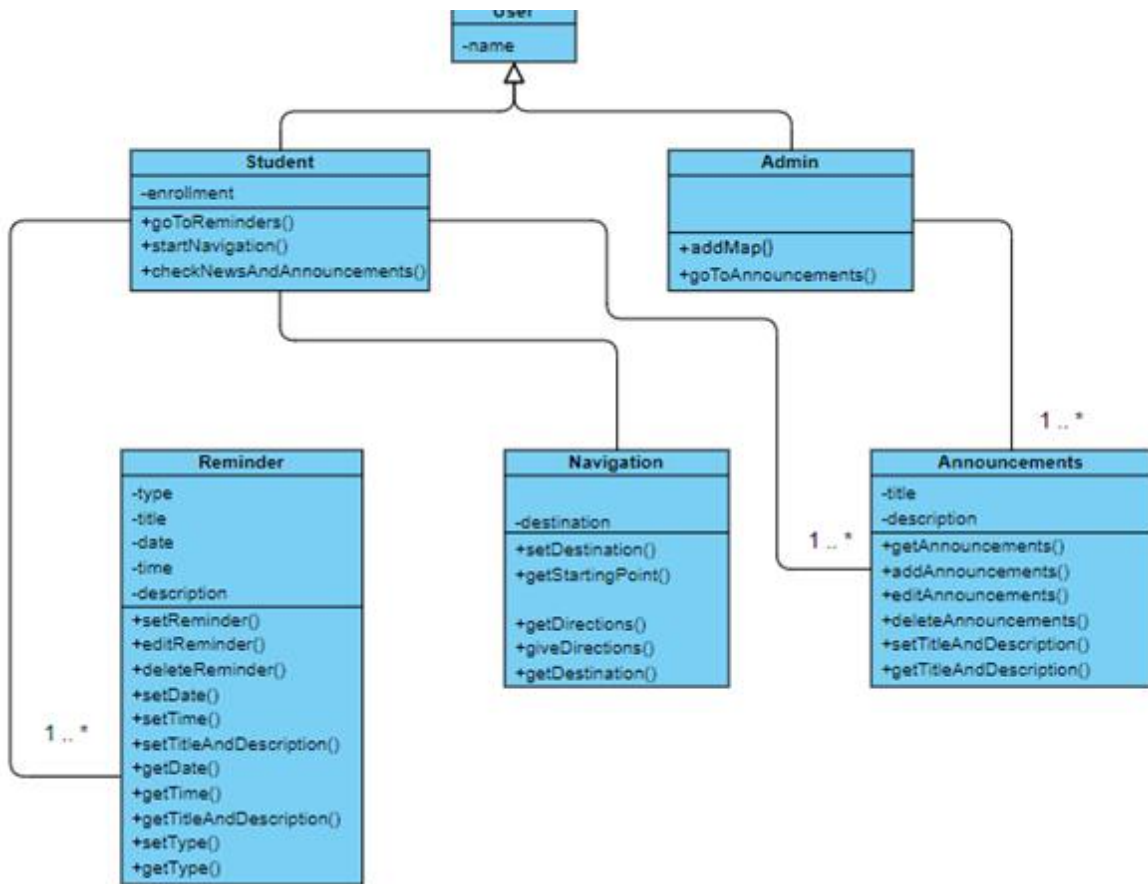 User
-name
Student
-enrollment
+goToReminders()
+startNavigation()
+checkNewsAndAnnouncements()
Admin
+addMap()
+goToAnnouncements()
1 .. *
Reminder
-type
-title
-date
-time
-description
+setReminder()
+editReminder()
+deleteReminder()
+setDate()
+setTime()
+setTitleAndDescription()
+getDate()
+getTime()
+getTitleAndDescription()
+setType()
+getType()
1 .. *
Navigation
-destination
+setDestination()
+getStartingPoint()
+getDirections()
+giveDirections()
+getDestination()
1 .. *
Announcements
-title
-description
+getAnnouncements()
+addAnnouncements()
+editAnnouncements()
+deleteAnnouncements()
+setTitleAndDescription()
+getTitleAndDescription()